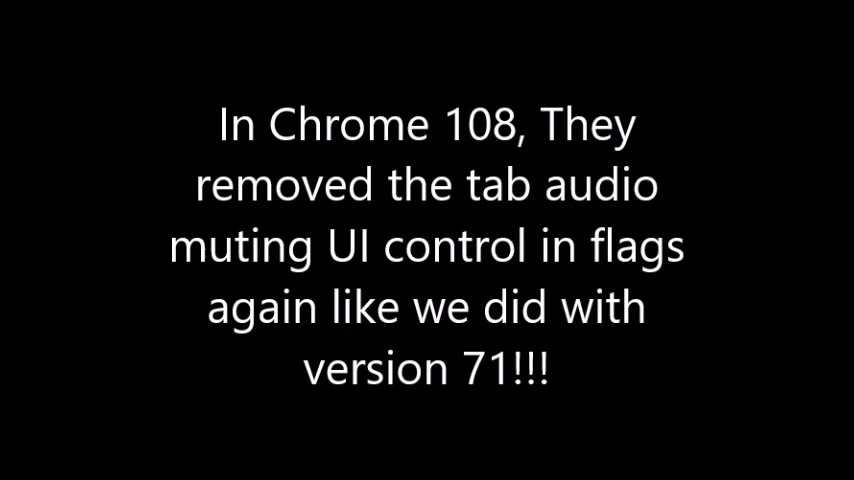 In Chrome 108, They
removed the tab audio
muting UI control in flags
again like we did with
version 71!!!